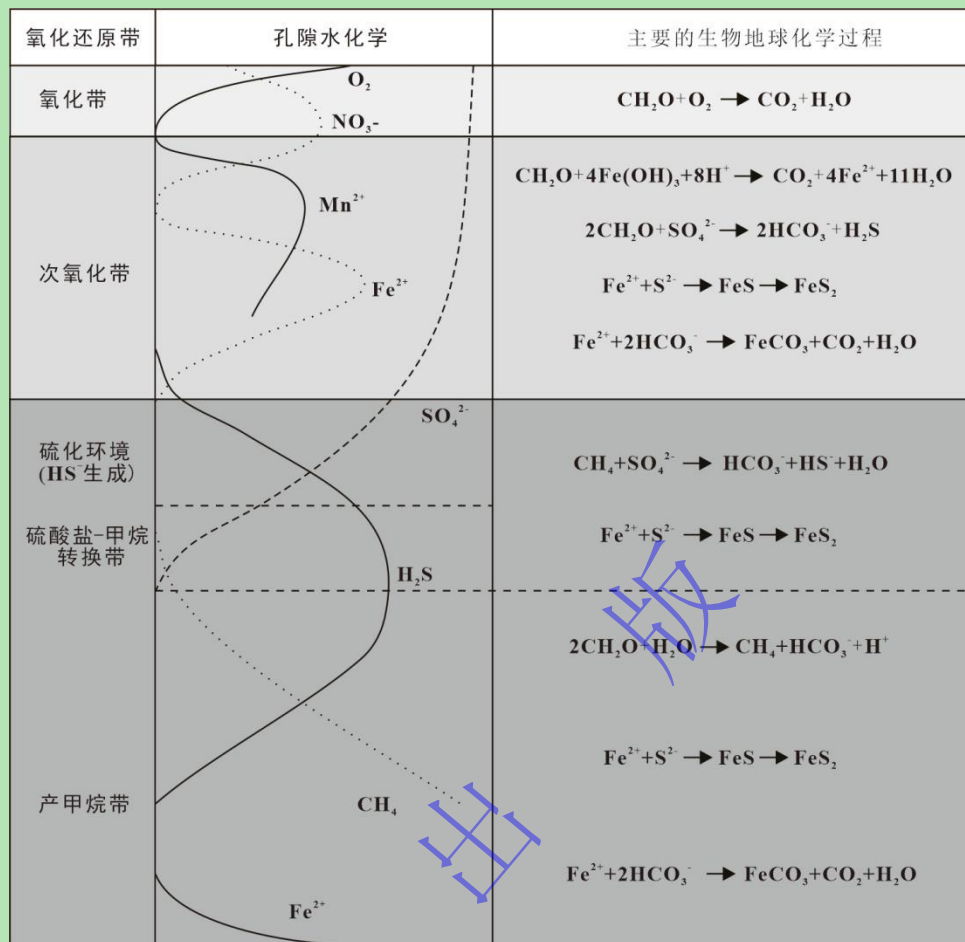 氧化还原带 孔隙水化学 主要的生物地球化学过程
氧化带
O₂
NO₃-
CH₂O+O₂ → CO₂+H₂O
次氧化带
Mn²⁺
Fe²⁺
CH₂O+4Fe(OH)₃+8H⁺ → CO₂+4Fe²⁺+11H₂O
2CH₂O+SO₄²⁻ → 2HCO₃⁻+H₂S
Fe²⁺+S²⁻ → FeS → FeS₂
Fe²⁺+2HCO₃⁻ → FeCO₃+CO₂+H₂O
硫化环境
(HS⁻生成)
SO₄²⁻
CH₄+SO₄²⁻ → HCO₃⁻+HS⁻+H₂O
硫酸盐-甲烷
转换带
H₂S
Fe²⁺+S²⁻ → FeS → FeS₂
产甲烷带
CH₄
Fe²⁺
2CH₂O+H₂O → CH₄+HCO₃⁻+H⁺
Fe²⁺+S²⁻ → FeS → FeS₂
Fe²⁺+2HCO₃⁻ → FeCO₃+CO₂+H₂O
出版